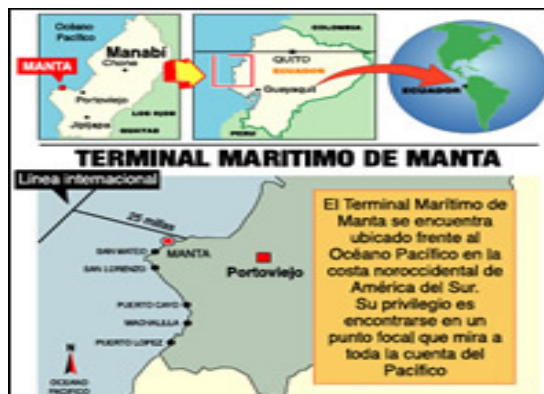 Océano
Pacífico
Manabí
Chone
MANTA
Portoviejo
Jipijapa
LOS RIOS
GUAYAS
COLOMBIA
QUITO
ECUADOR
Guayaquil
PERU
ECUADOR
TERMINAL MARITIMO DE MANTA
Línea internacional
25 millas
MANTA
SAN MATEO
SAN LORENZO
Portoviejo
PUERTO CAYO
MACHALILLA
PUERTO LOPEZ
N
OCEANO
PACIFICO
El Terminal Marítimo de
Manta se encuentra
ubicado frente al
Océano Pacífico en la
costa noroccidental de
América del Sur.
Su privilegio es
encontrarse en un
punto focal que mira a
toda la cuenta del
Pacífico